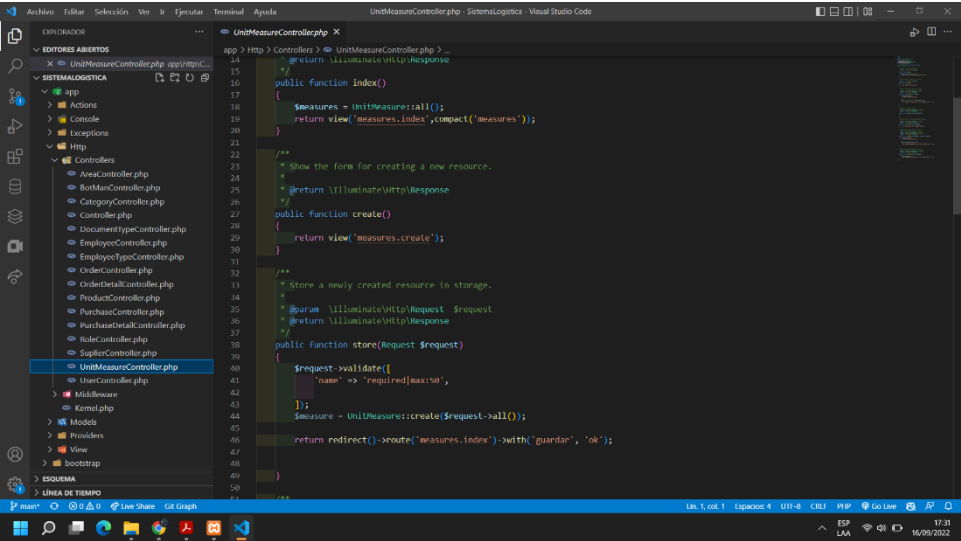 Archivo Editar Selección Ver Ir Ejecutar Terminal Ayuda
UnitMeasureController.php - SistemaLogistica - Visual Studio Code
EXPLORADOR
EDITORES ABIERTOS
UnitMeasureController.php app\Http\C...
SISTEMALOGISTICA
app
Actions
Console
Exceptions
Http
Controllers
AreaController.php
BotManController.php
CategoryController.php
Controller.php
DocumentTypeController.php
EmployeeController.php
EmployeeTypeController.php
OrderController.php
OrderDetailController.php
ProductController.php
PurchaseController.php
PurchaseDetailController.php
RoleController.php
SuplierController.php
UnitMeasureController.php
UserController.php
Middleware
Kernel.php
Models
Providers
View
bootstrap
ESQUEMA
LÍNEA DE TIEMPO
UnitMeasureController.php
app > Http > Controllers > UnitMeasureController.php > ...
14 * @return \Illuminate\Http\Response
15 */
16 public function index()
17 {
18 $measures = UnitMeasure::all();
19 return view('measures.index',compact('measures'));
20 }
21
22 /**
23 * Show the form for creating a new resource.
24 *
25 * @return \Illuminate\Http\Response
26 */
27 public function create()
28 {
29 return view('measures.create');
30 }
31
32 /**
33 * Store a newly created resource in storage.
34 *
35 * @param \Illuminate\Http\Request $request
36 * @return \Illuminate\Http\Response
37 */
38 public function store(Request $request)
39 {
40 $request->validate([
41 'name' => 'required|max:50',
42
43 ]);
44 $measure = UnitMeasure::create($request->all());
45
46 return redirect()->route('measures.index')->with('guardar', 'ok');
47
48
49 }
50
51 /**
main* 0 0 Live Share Git Graph
Lín. 1, col. 1 Espacios: 4 UTF-8 CRLF PHP Go Live
ESP
LAA
17:31
16/09/2022